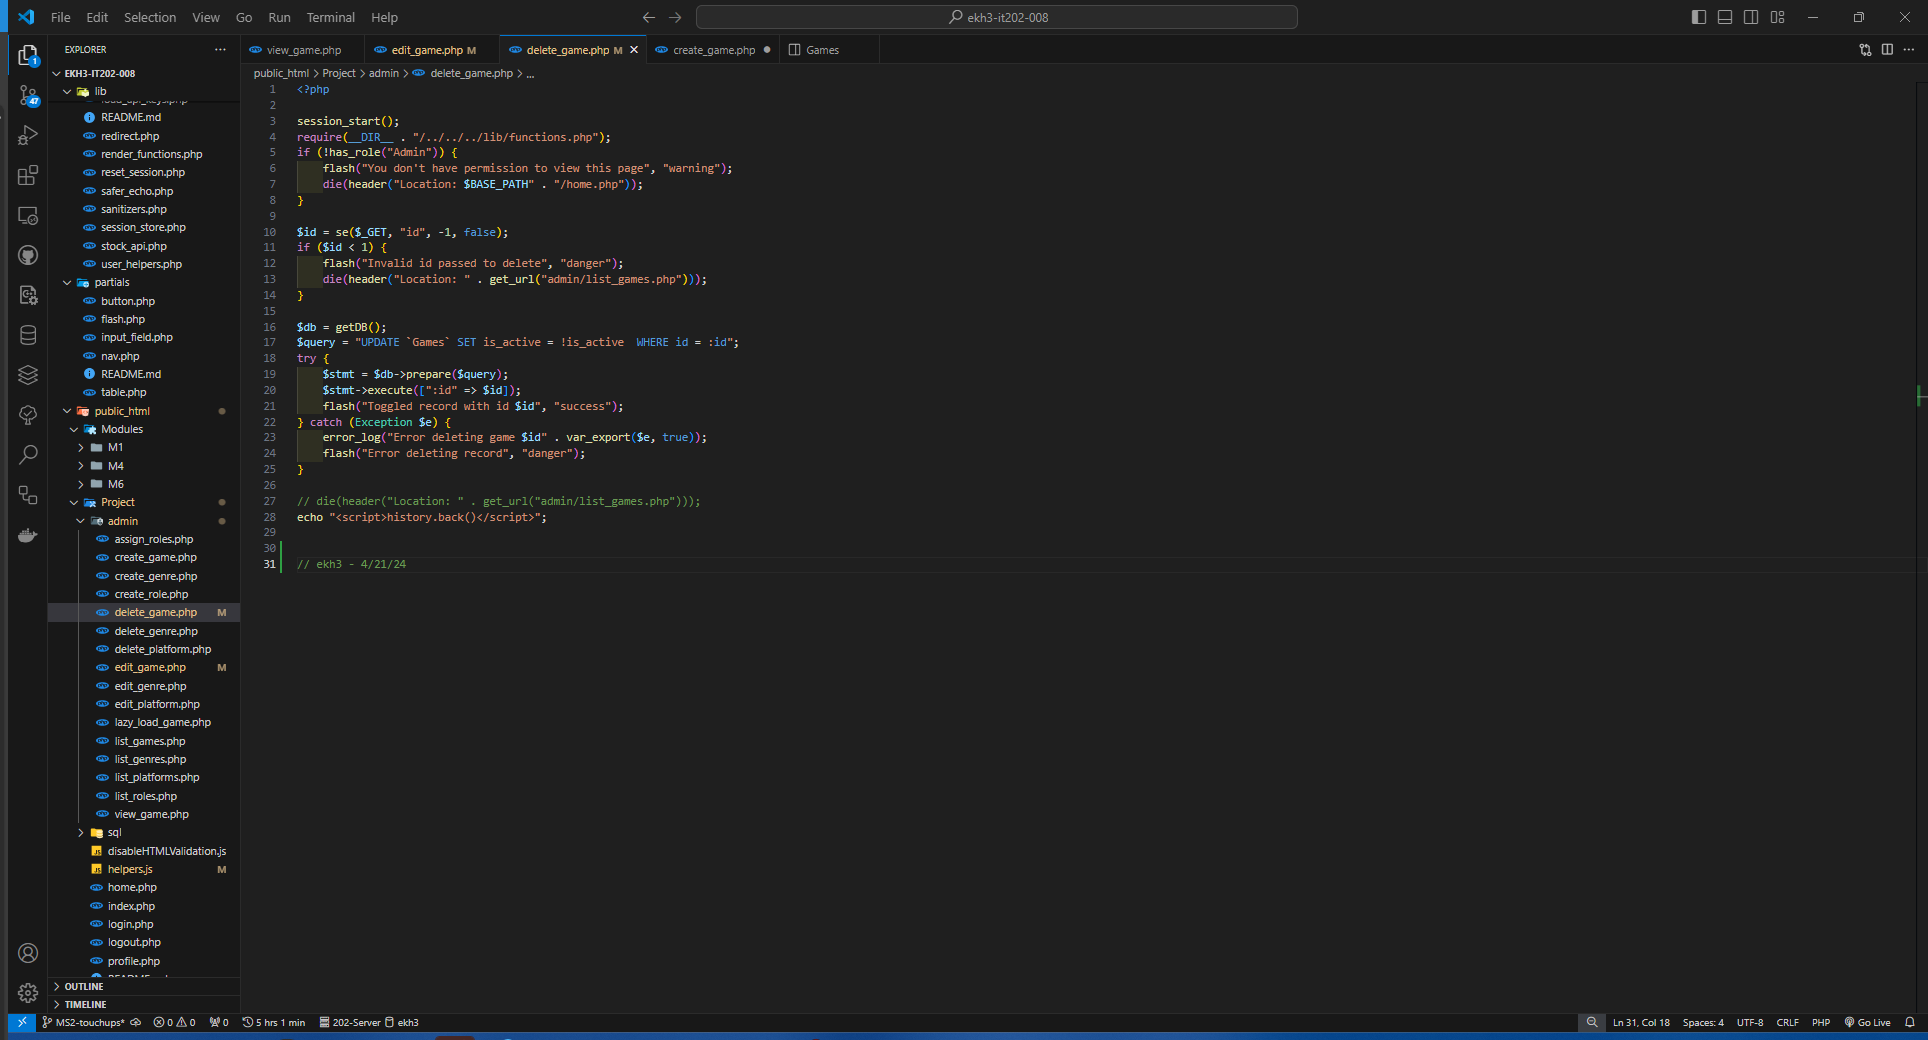 File Edit Selection View Go Run Terminal Help
ekh3-it202-008
EXPLORER
view_game.php
edit_game.php M
delete_game.php M
create_game.php
Games
EKH3-IT202-008
lib
README.md
redirect.php
render_functions.php
reset_session.php
safer_echo.php
sanitizers.php
session_store.php
stock_api.php
user_helpers.php
partials
button.php
flash.php
input_field.php
nav.php
README.md
table.php
public_html
Modules
M1
M4
M6
Project
admin
assign_roles.php
create_game.php
create_genre.php
create_role.php
delete_game.php M
delete_genre.php
delete_platform.php
edit_game.php M
edit_genre.php
edit_platform.php
lazy_load_game.php
list_games.php
list_genres.php
list_platforms.php
list_roles.php
view_game.php
sql
disableHTMLValidation.js
helpers.js M
home.php
index.php
login.php
logout.php
profile.php
OUTLINE
TIMELINE
public_html > Project > admin > delete_game.php > ...
1 <?php
2
3 session_start();
4 require(__DIR__ . "/../../../lib/functions.php");
5 if (!has_role("Admin")) {
6     flash("You don't have permission to view this page", "warning");
7     die(header("Location: $BASE_PATH" . "/home.php"));
8 }
9
10 $id = se($_GET, "id", -1, false);
11 if ($id < 1) {
12     flash("Invalid id passed to delete", "danger");
13     die(header("Location: " . get_url("admin/list_games.php")));
14 }
15
16 $db = getDB();
17 $query = "UPDATE `Games` SET is_active = !is_active  WHERE id = :id";
18 try {
19     $stmt = $db->prepare($query);
20     $stmt->execute([":id" => $id]);
21     flash("Toggled record with id $id", "success");
22 } catch (Exception $e) {
23     error_log("Error deleting game $id" . var_export($e, true));
24     flash("Error deleting record", "danger");
25 }
26
27 // die(header("Location: " . get_url("admin/list_games.php")));
28 echo "<script>history.back()</script>";
29
30
31 // ekh3 - 4/21/24
1
47
MS2-touchups* 0 0 0 5 hrs 1 min 202-Server ekh3
Ln 31, Col 18 Spaces: 4 UTF-8 CRLF PHP Go Live